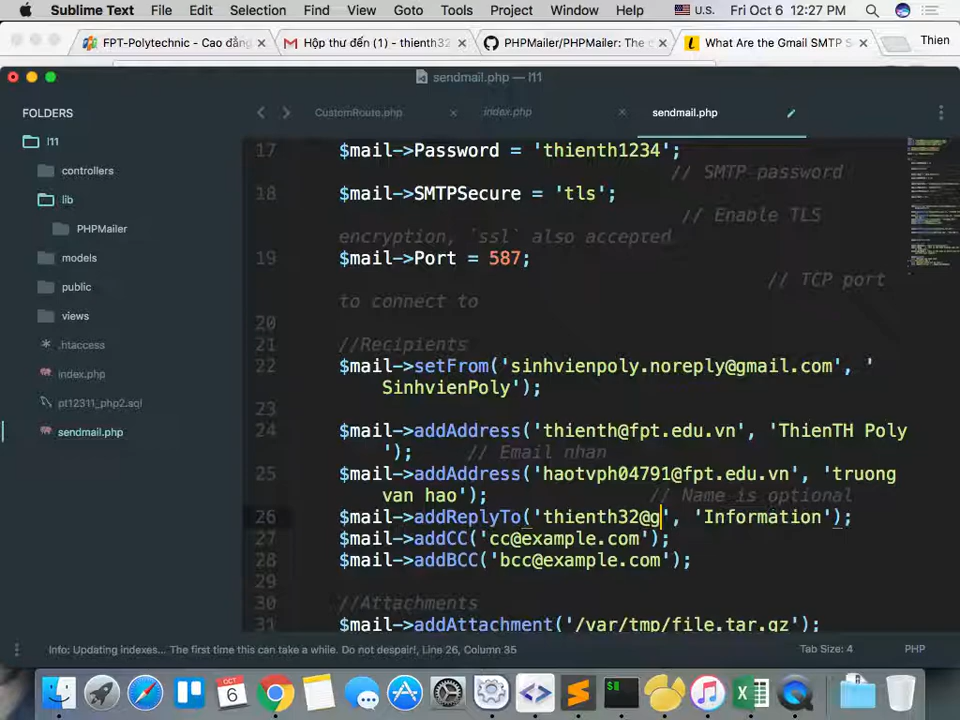 Sublime Text File Edit Selection Find View Goto Tools Project Window Help U.S. Fri Oct 6 12:27 PM
FPT-Polytechnic - Cao đẳng × Hộp thư đến (1) - thienth32 × PHPMailer/PHPMailer: The c × What Are the Gmail SMTP S × Thien
sendmail.php — l11
FOLDERS
l11
controllers
lib
PHPMailer
models
public
views
.htaccess
index.php
pt12311_php2.sql
sendmail.php
CustomRoute.php × index.php × sendmail.php
17 $mail->Password = 'thienth1234';
// SMTP password
18 $mail->SMTPSecure = 'tls';
// Enable TLS
encryption, `ssl` also accepted
19 $mail->Port = 587;
// TCP port
to connect to
20
21 //Recipients
22 $mail->setFrom('sinhvienpoly.noreply@gmail.com', '
SinhvienPoly');
23
24 $mail->addAddress('thienth@fpt.edu.vn', 'ThienTH Poly
'); // Email nhan
25 $mail->addAddress('haotvph04791@fpt.edu.vn', 'truong
van hao'); // Name is optional
26 $mail->addReplyTo('thienth32@g', 'Information');
27 $mail->addCC('cc@example.com');
28 $mail->addBCC('bcc@example.com');
29
30 //Attachments
31 $mail->addAttachment('/var/tmp/file.tar.gz');
Info: Updating indexes... The first time this can take a while. Do not despair!, Line 26, Column 35 Tab Size: 4 PHP
OCT
6